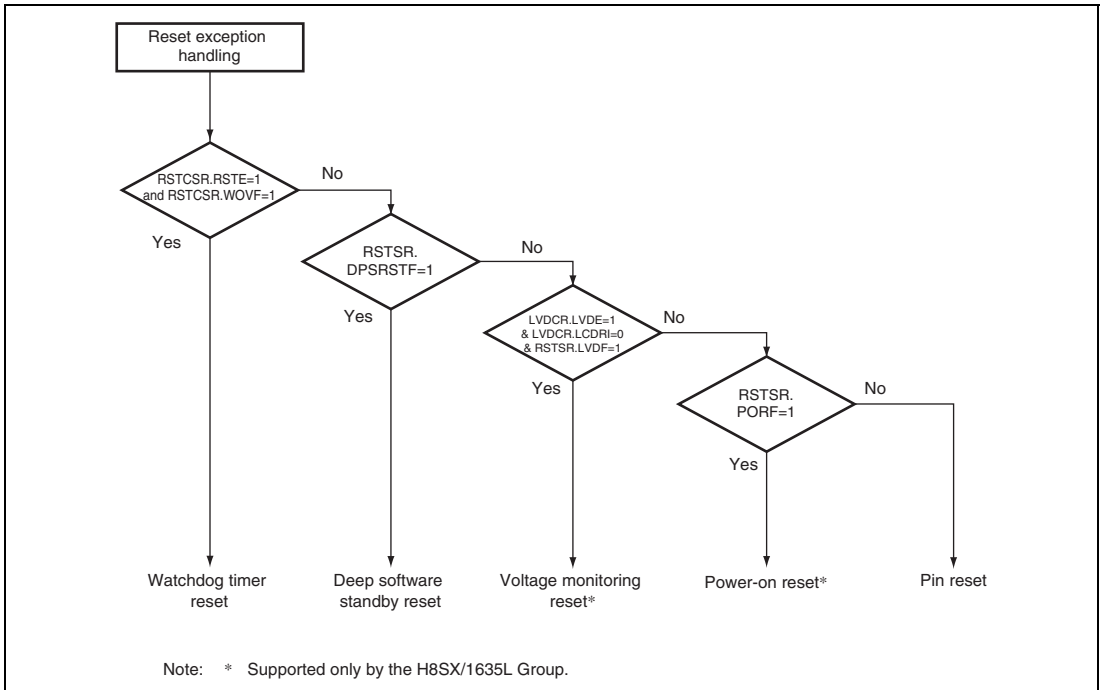 Reset exception
handling
RSTCSR.RSTE=1
and RSTCSR.WOVF=1
No
Yes
RSTSR.
DPSRSTF=1
No
Yes
LVDCR.LVDE=1
& LVDCR.LCDRI=0
& RSTSR.LVDF=1
No
Yes
RSTSR.
PORF=1
No
Yes
Watchdog timer
reset
Deep software
standby reset
Voltage monitoring
reset*
Power-on reset*
Pin reset
Note: * Supported only by the H8SX/1635L Group.